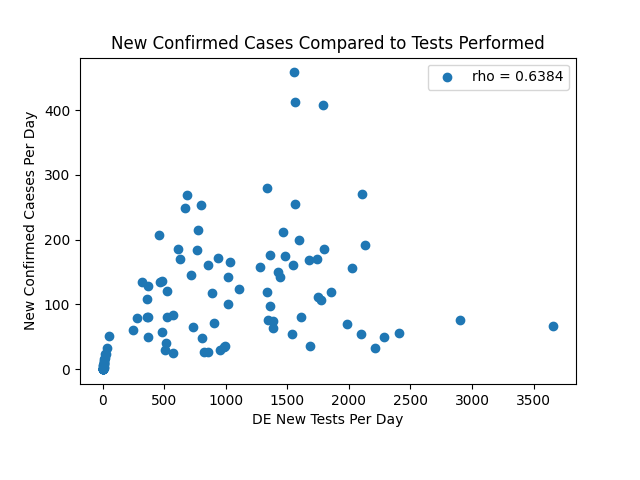 New Confirmed Cases Compared to Tests Performed
rho = 0.6384
New Confirmed Caeses Per Day
400
300
200
100
0
0 500 1000 1500 2000 2500 3000 3500
DE New Tests Per Day